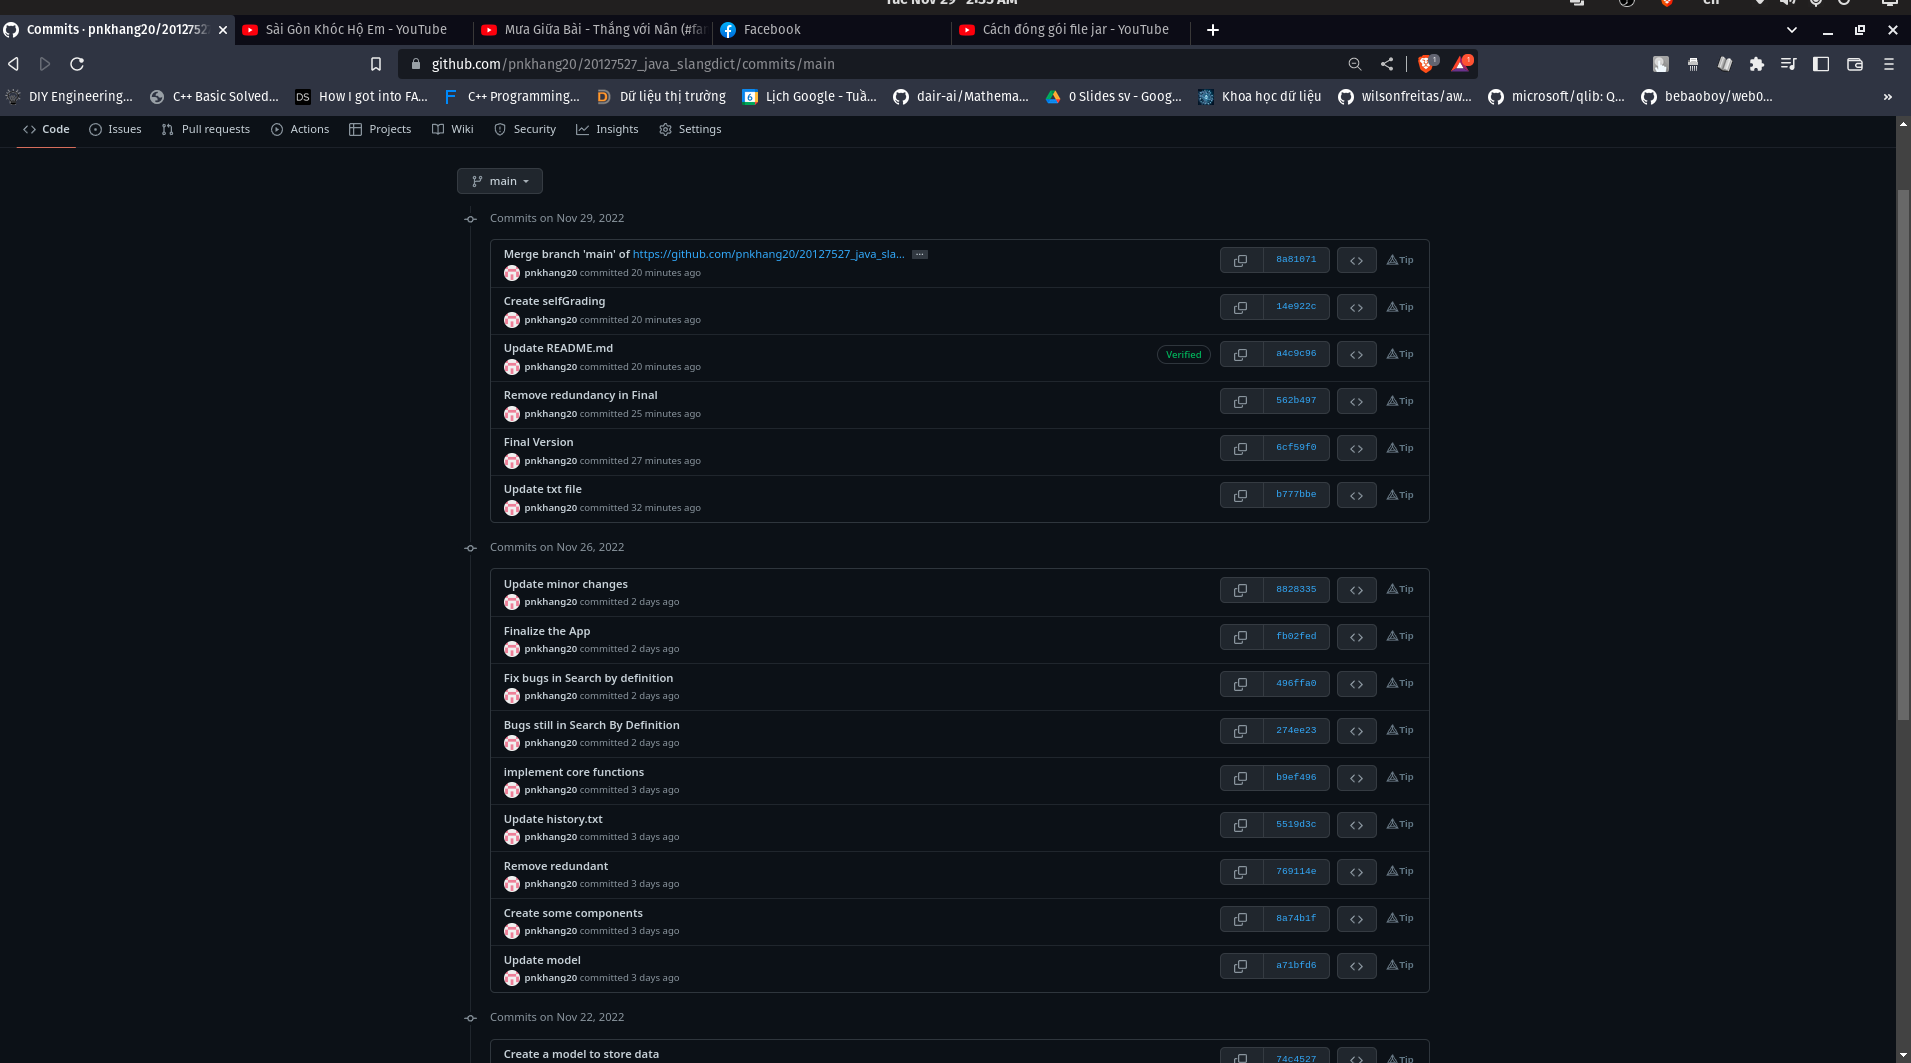 Tue Nov 29 2:35 AM
Commits · pnkhang20/2012752
Sài Gòn Khóc Hộ Em - YouTube
Mưa Giữa Bài - Thắng với Nân (#fan
Facebook
Cách đóng gói file jar - YouTube
github.com/pnkhang20/20127527_java_slangdict/commits/main
1
1
DIY Engineering...
C++ Basic Solved...
DS How I got into FA...
C++ Programming...
Dữ liệu thị trường
Lịch Google - Tuầ...
dair-ai/Mathema...
0 Slides sv - Goog...
Khoa học dữ liệu
wilsonfreitas/aw...
microsoft/qlib: Q...
bebaoboy/web0...
»
Code
Issues
Pull requests
Actions
Projects
Wiki
Security
Insights
Settings
main
Commits on Nov 29, 2022
Merge branch 'main' of https://github.com/pnkhang20/20127527_java_sla... ...
pnkhang20 committed 20 minutes ago
8a81071
Tip
Create selfGrading
pnkhang20 committed 20 minutes ago
14e922c
Tip
Update README.md
pnkhang20 committed 20 minutes ago
Verified
a4c9c96
Tip
Remove redundancy in Final
pnkhang20 committed 25 minutes ago
562b497
Tip
Final Version
pnkhang20 committed 27 minutes ago
6cf59f0
Tip
Update txt file
pnkhang20 committed 32 minutes ago
b777bbe
Tip
Commits on Nov 26, 2022
Update minor changes
pnkhang20 committed 2 days ago
8828335
Tip
Finalize the App
pnkhang20 committed 2 days ago
fb02fed
Tip
Fix bugs in Search by definition
pnkhang20 committed 2 days ago
496ffa0
Tip
Bugs still in Search By Definition
pnkhang20 committed 2 days ago
274ee23
Tip
implement core functions
pnkhang20 committed 3 days ago
b9ef496
Tip
Update history.txt
pnkhang20 committed 3 days ago
5519d3c
Tip
Remove redundant
pnkhang20 committed 3 days ago
769114e
Tip
Create some components
pnkhang20 committed 3 days ago
8a74b1f
Tip
Update model
pnkhang20 committed 3 days ago
a71bfd6
Tip
Commits on Nov 22, 2022
Create a model to store data
74c4527
Tip